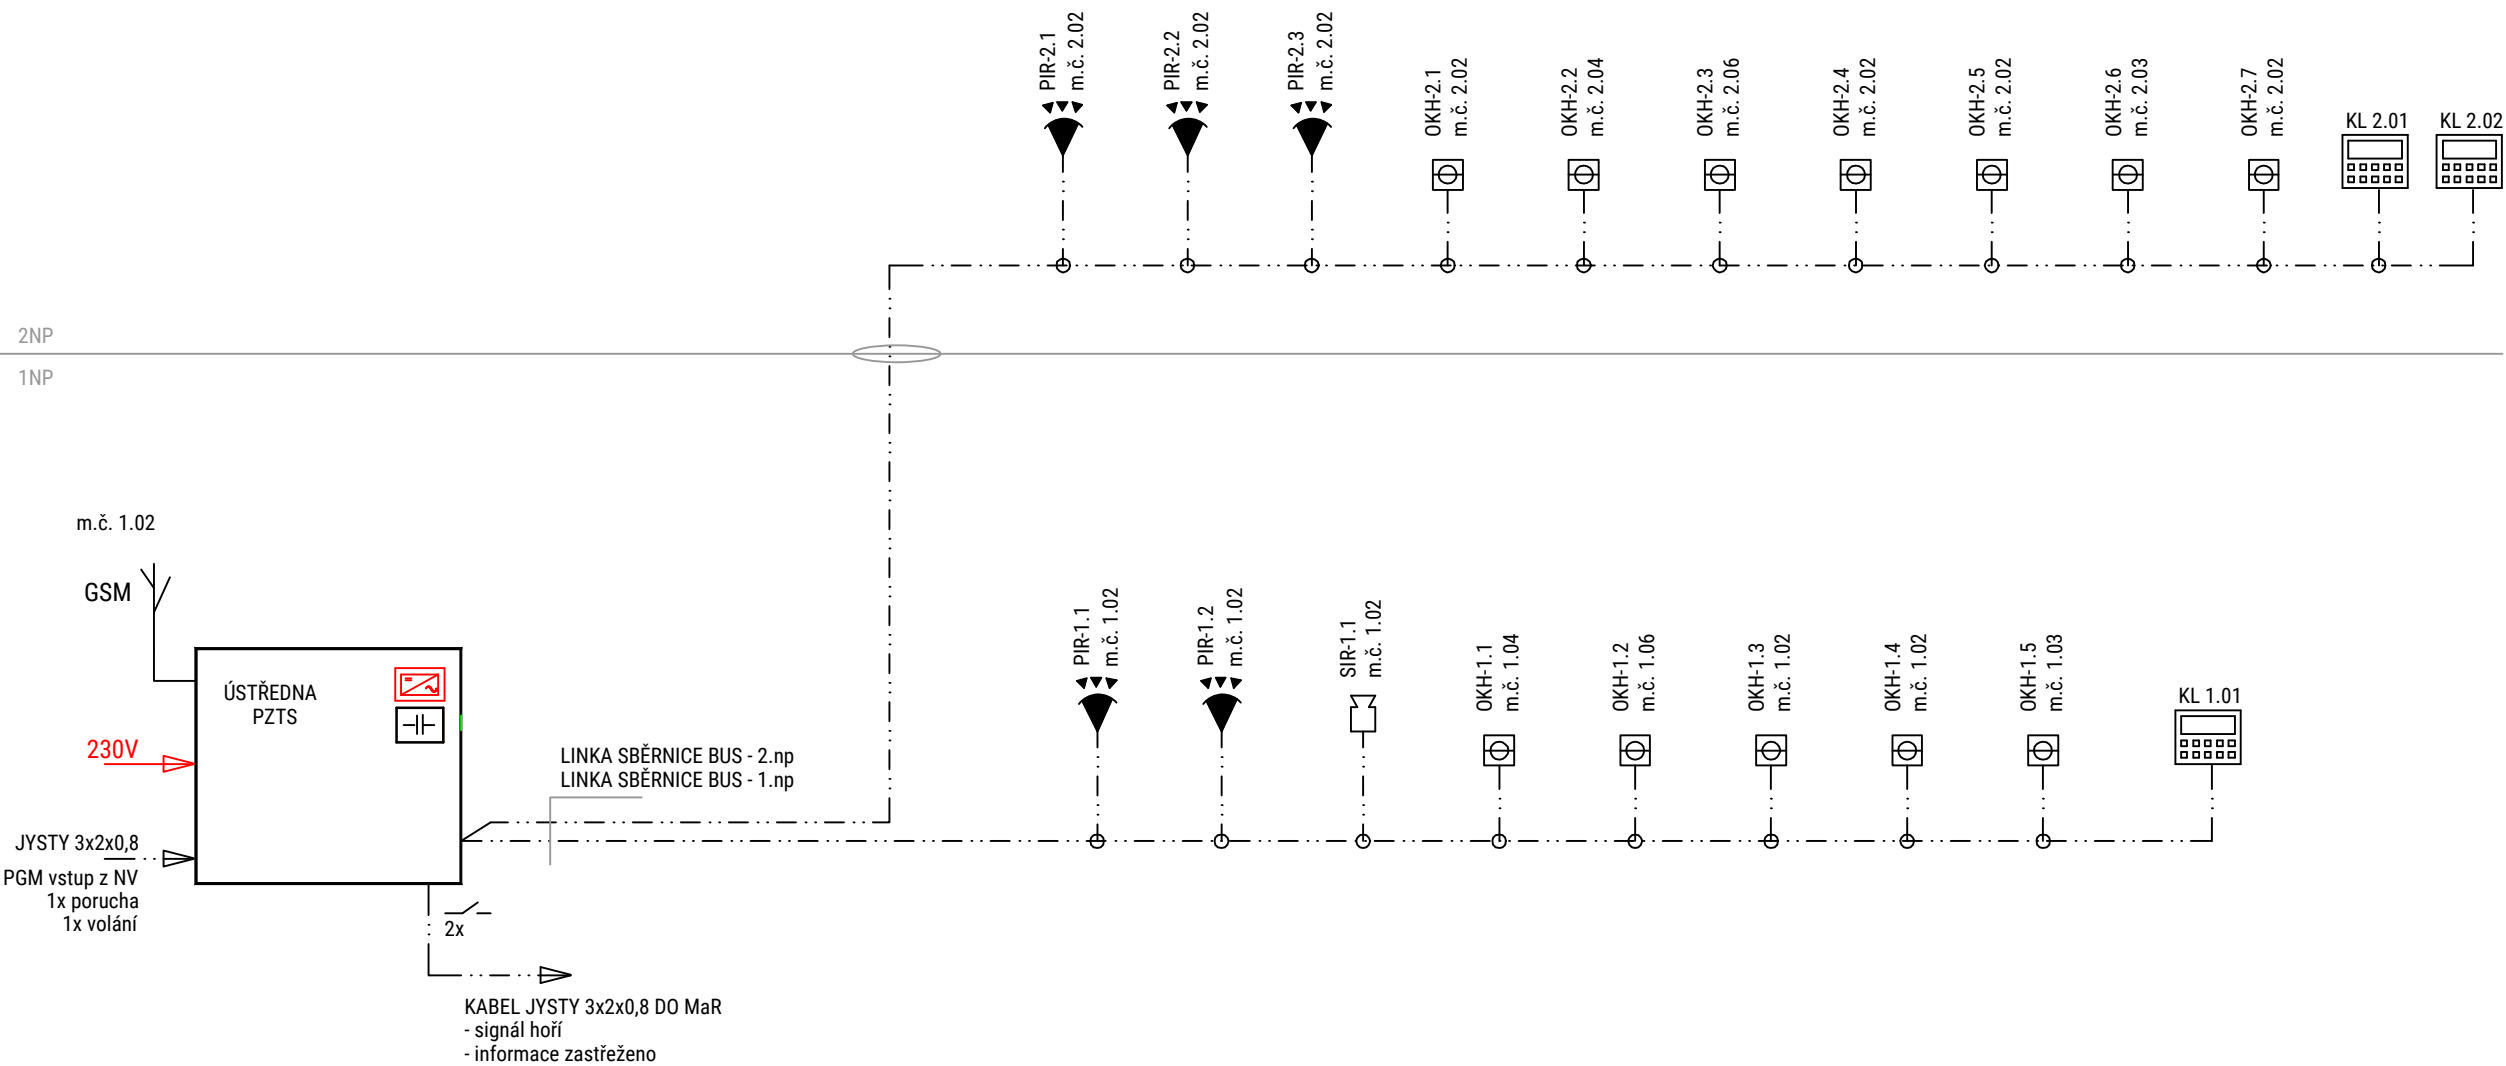 PIR-2.1
m.č. 2.02
PIR-2.2
m.č. 2.02
PIR-2.3
m.č. 2.02
OKH-2.1
m.č. 2.02
OKH-2.2
m.č. 2.04
OKH-2.3
m.č. 2.06
OKH-2.4
m.č. 2.02
OKH-2.5
m.č. 2.02
OKH-2.6
m.č. 2.03
OKH-2.7
m.č. 2.02
KL 2.01
KL 2.02
2NP
1NP
m.č. 1.02
GSM
ÚSTŘEDNA
PZTS
230V
JYSTY 3x2x0,8
PGM vstup z NV
1x porucha
1x volání
2x
KABEL JYSTY 3x2x0,8 DO MaR
- signál hoří
- informace zastřeženo
LINKA SBĚRNICE BUS - 2.np
LINKA SBĚRNICE BUS - 1.np
PIR-1.1
m.č. 1.02
PIR-1.2
m.č. 1.02
SIR-1.1
m.č. 1.02
OKH-1.1
m.č. 1.04
OKH-1.2
m.č. 1.06
OKH-1.3
m.č. 1.02
OKH-1.4
m.č. 1.02
OKH-1.5
m.č. 1.03
KL 1.01